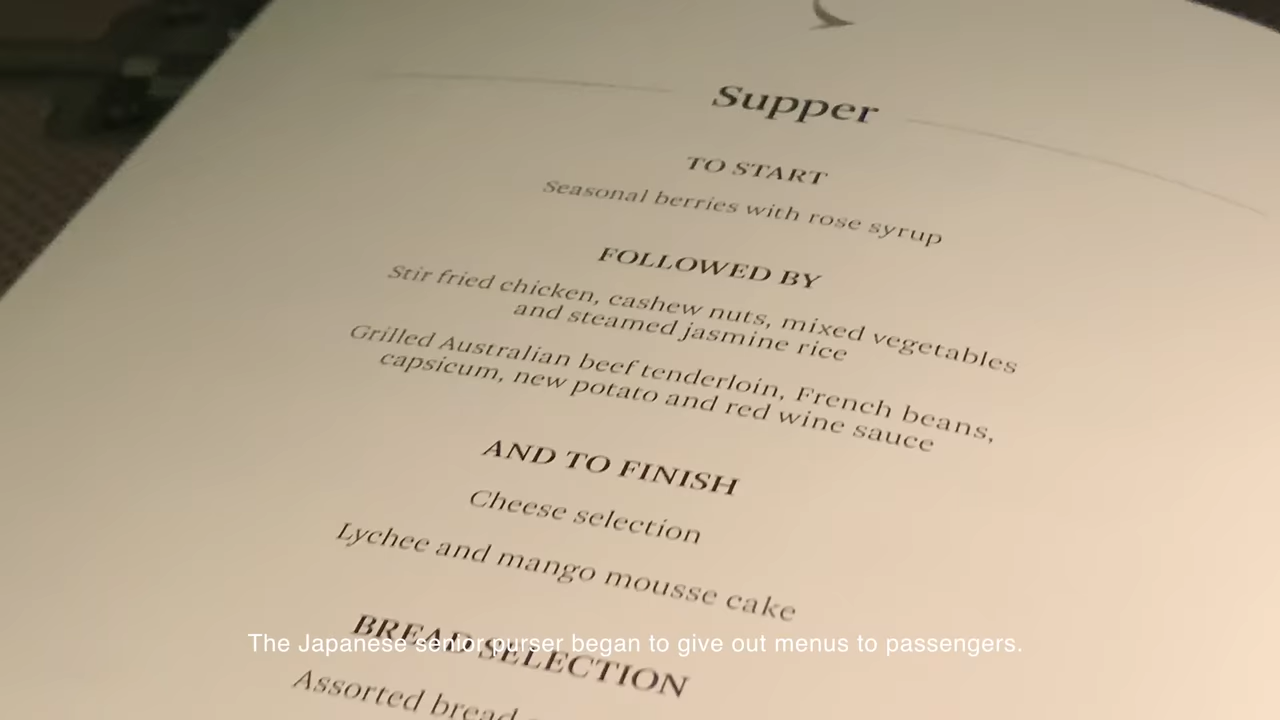 Supper
TO START
Seasonal berries with rose syrup
FOLLOWED BY
Stir fried chicken, cashew nuts, mixed vegetables
and steamed jasmine rice
Grilled Australian beef tenderloin, French beans,
capsicum, new potato and red wine sauce
AND TO FINISH
Cheese selection
Lychee and mango mousse cake
BREAD SELECTION
The Japanese senior purser began to give out menus to passengers.
Assorted bread